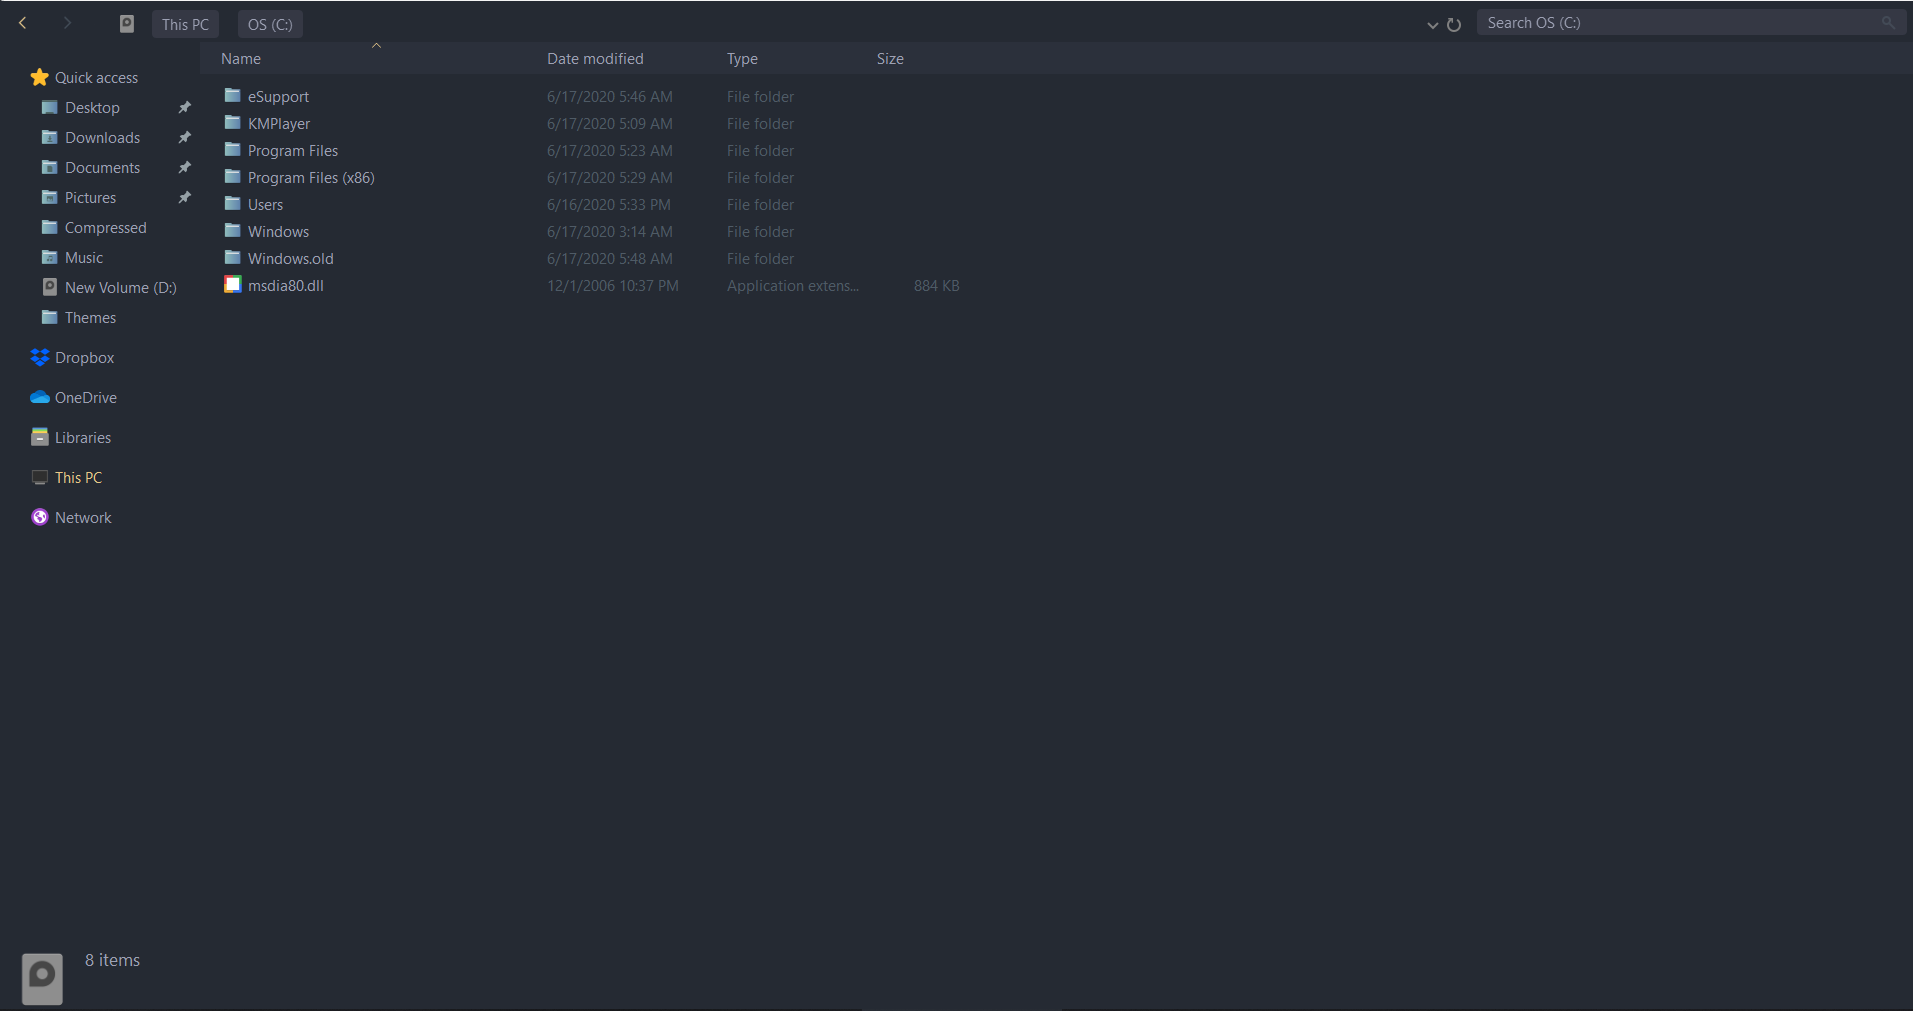 This PC OS (C:) Search OS (C:)
Name Date modified Type Size
Quick access
Desktop
Downloads
Documents
Pictures
Compressed
Music
New Volume (D:)
Themes
Dropbox
OneDrive
Libraries
This PC
Network
eSupport 6/17/2020 5:46 AM File folder
KMPlayer 6/17/2020 5:09 AM File folder
Program Files 6/17/2020 5:23 AM File folder
Program Files (x86) 6/17/2020 5:29 AM File folder
Users 6/16/2020 5:33 PM File folder
Windows 6/17/2020 3:14 AM File folder
Windows.old 6/17/2020 5:48 AM File folder
msdia80.dll 12/1/2006 10:37 PM Application extens... 884 KB
8 items